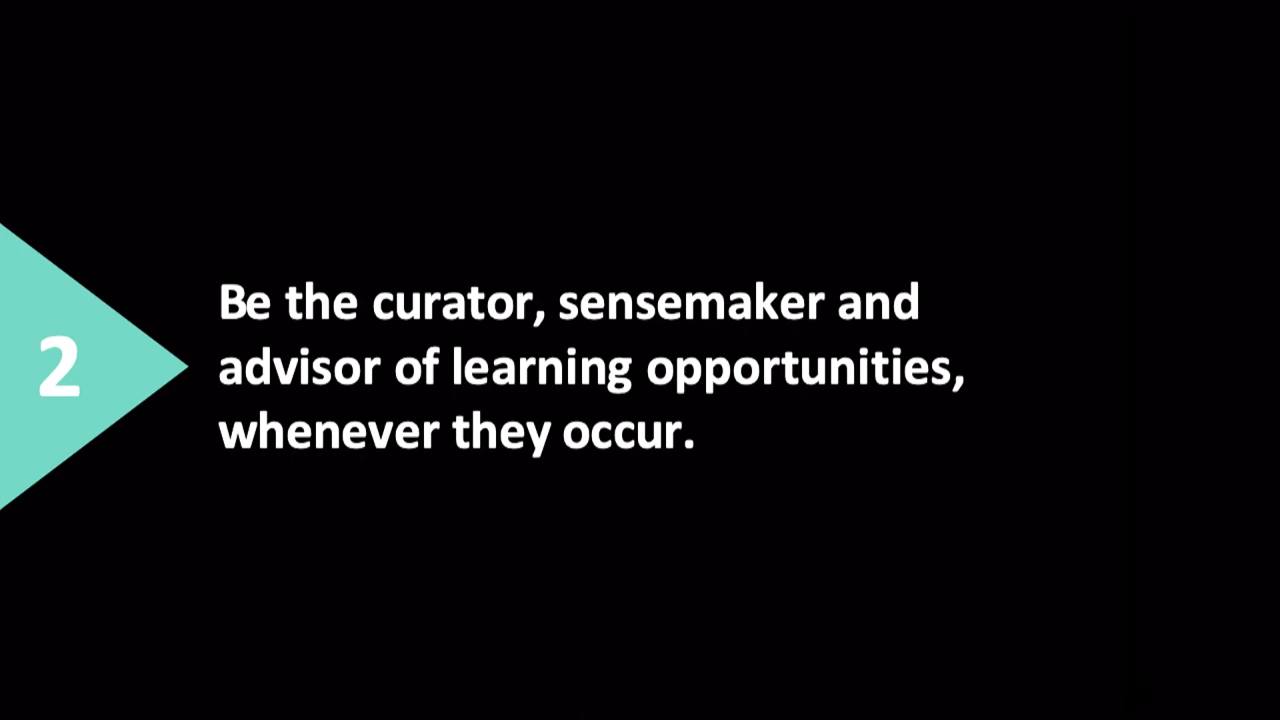 2
Be the curator, sensemaker and
advisor of learning opportunities,
whenever they occur.